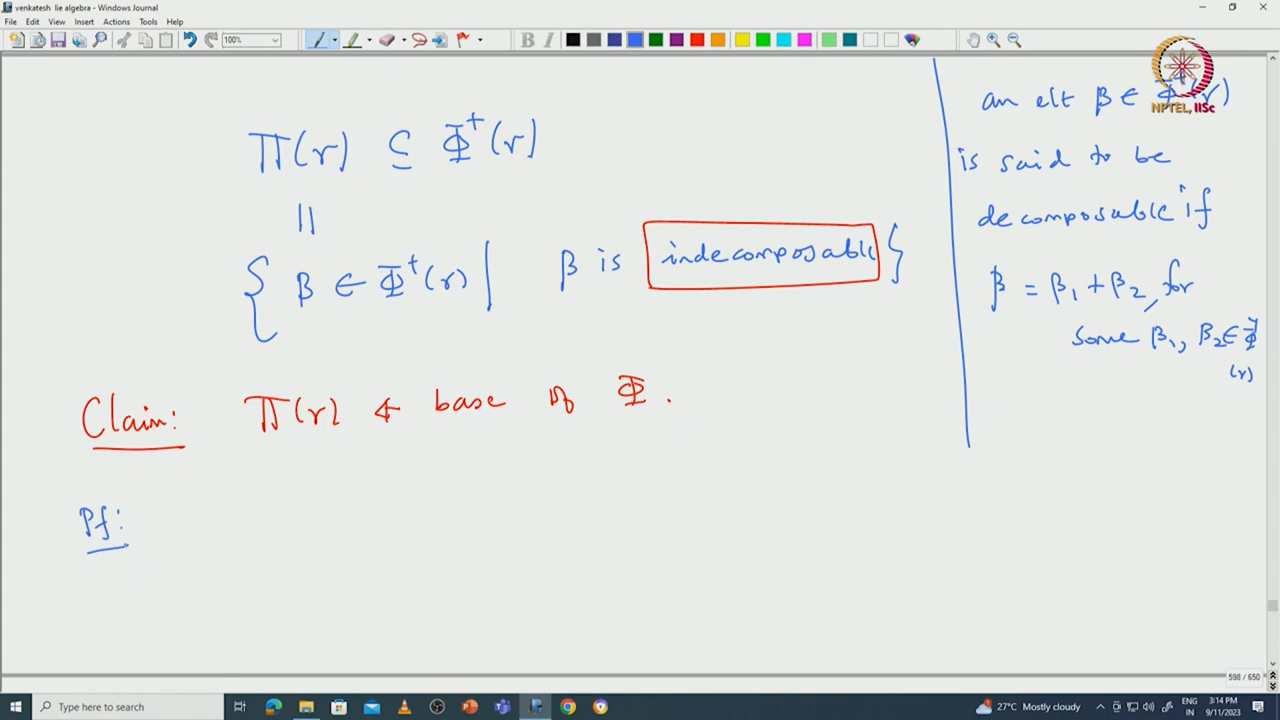 venkatesh lie algebra - Windows Journal
File Edit View Insert Actions Tools Help
100%
B I
Π(γ) ⊆ Φ⁺(γ)
||
{ β ∈ Φ⁺(γ) | β is indecomposable }
Claim: Π(γ) ← base of Φ.
Pf:
an elt β ∈ Φ⁺(γ)
is said to be
decomposable if
β = β₁ + β₂, for
some β₁, β₂ ∈ Φ⁺
(γ)
NPTEL, IISc
598 / 650
Type here to search
27°C Mostly cloudy
ENG
IN
3:14 PM
9/11/2023